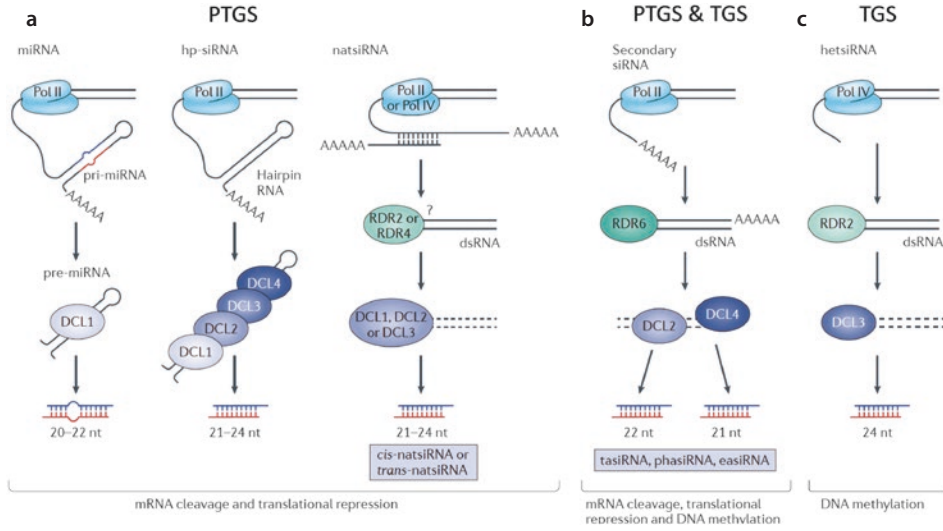 a
PTGS
miRNA
Pol II
pri-miRNA
AAAAA
pre-miRNA
DCL1
20–22 nt
hp-siRNA
Pol II
Hairpin
RNA
AAAAA
DCL4
DCL3
DCL2
DCL1
21–24 nt
natsiRNA
Pol II
or Pol IV
AAAAA
AAAAA
RDR2 or
RDR4
?
dsRNA
DCL1, DCL2
or DCL3
21–24 nt
cis-natsiRNA or
trans-natsiRNA
mRNA cleavage and translational repression
b
PTGS & TGS
Secondary
siRNA
Pol II
AAAAA
RDR6
AAAAA
dsRNA
DCL2
DCL4
22 nt
21 nt
tasiRNA, phasiRNA, easiRNA
mRNA cleavage, translational
repression and DNA methylation
c
TGS
hetsiRNA
Pol IV
RDR2
dsRNA
DCL3
24 nt
DNA methylation